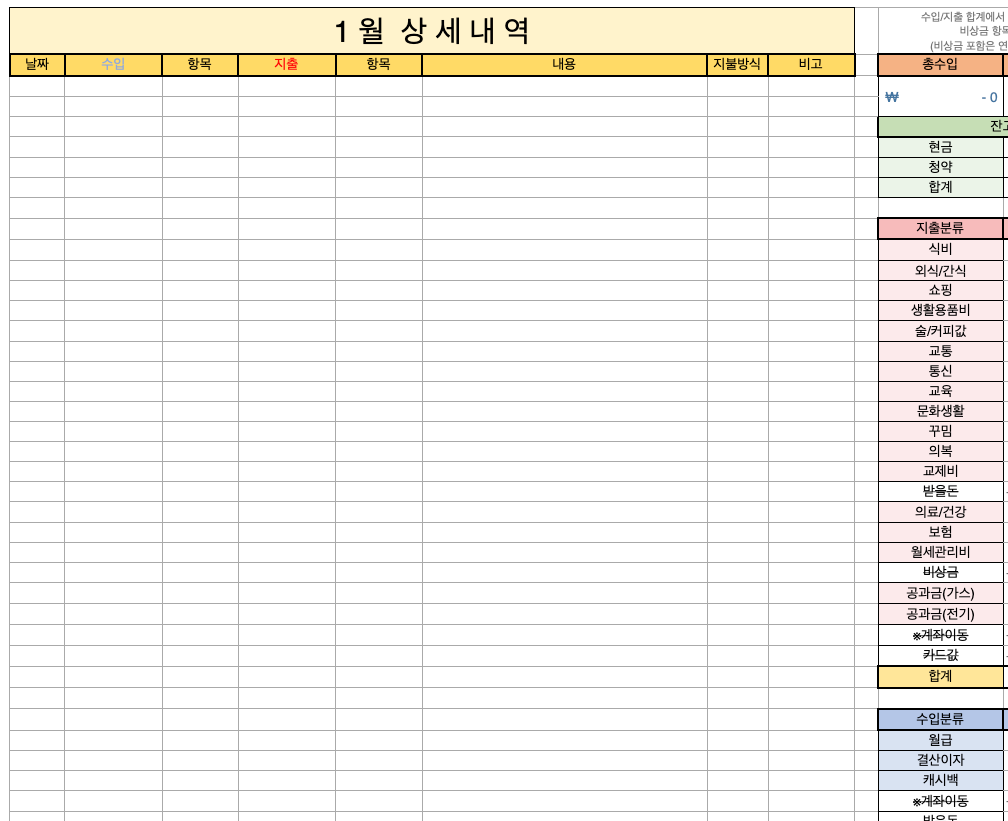 1월 상세내역
수입/지출 합계에서
비상금 항목
(비상금 포함은 연
날짜 수입 항목 지출 항목 내용 지불방식 비고 총수입
₩ - 0
잔고
현금
청약
합계
지출분류
식비
외식/간식
쇼핑
생활용품비
술/커피값
교통
통신
교육
문화생활
꾸밈
의복
교제비
받을돈
의료/건강
보험
월세관리비
비상금
공과금(가스)
공과금(전기)
※계좌이동
카드값
합계
수입분류
월급
결산이자
캐시백
※계좌이동
받을돈